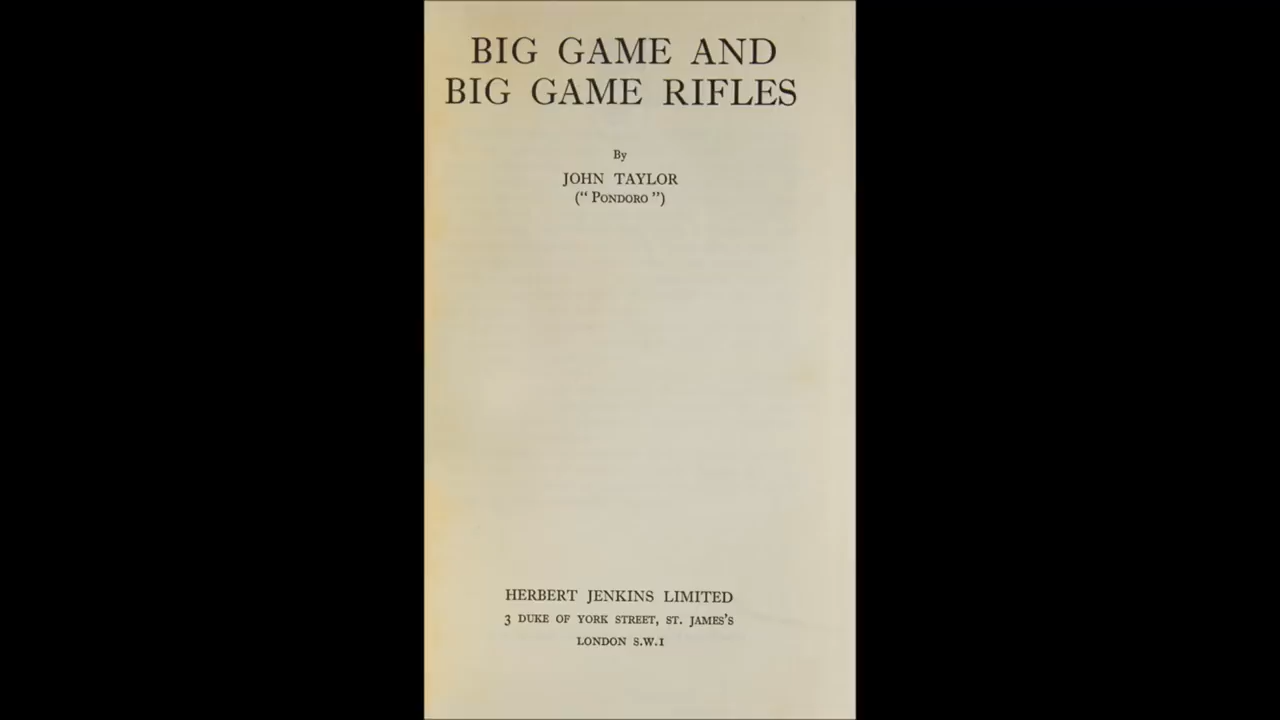 BIG GAME AND
BIG GAME RIFLES
By
JOHN TAYLOR
(“ PONDORO ”)
HERBERT JENKINS LIMITED
3 DUKE OF YORK STREET, ST. JAMES'S
LONDON S.W.1